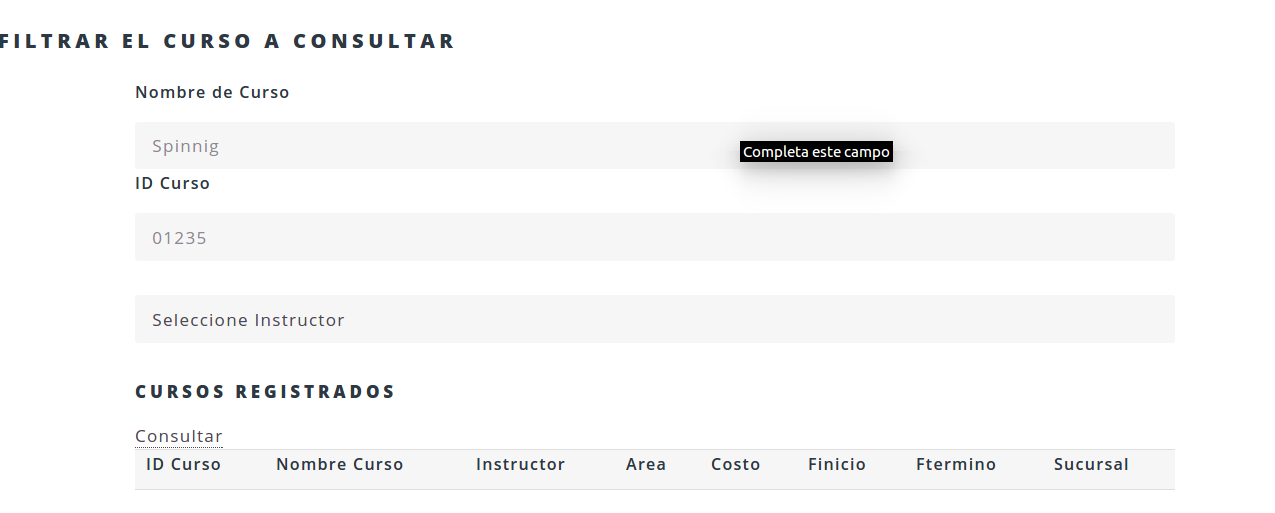 FILTRAR EL CURSO A CONSULTAR
Nombre de Curso
Spinnig
Completa este campo
ID Curso
01235
Seleccione Instructor
CURSOS REGISTRADOS
Consultar
ID Curso Nombre Curso Instructor Area Costo Finicio Ftermino Sucursal